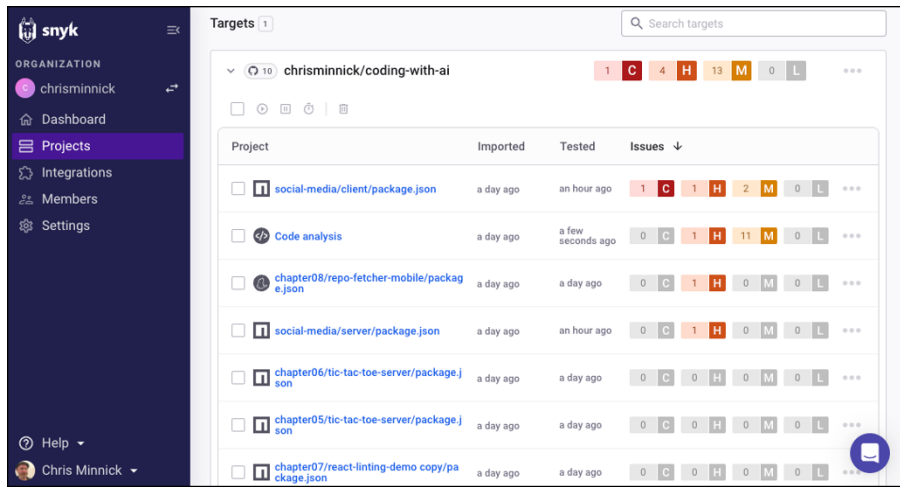 snyk
ORGANIZATION
C chrisminnick
Dashboard
Projects
Integrations
Members
Settings
Help
Chris Minnick
Targets 1
Search targets
10 chrisminnick/coding-with-ai 1 C 4 H 13 M 0 L
Project Imported Tested Issues
social-media/client/package.json a day ago an hour ago 1 C 1 H 2 M 0 L
Code analysis a day ago a few
seconds ago 0 C 1 H 11 M 0 L
chapter08/repo-fetcher-mobile/packag
e.json a day ago a day ago 0 C 1 H 0 M 0 L
social-media/server/package.json a day ago an hour ago 0 C 1 H 0 M 0 L
chapter06/tic-tac-toe-server/package.j
son a day ago a day ago 0 C 0 H 0 M 0 L
chapter05/tic-tac-toe-server/package.j
son a day ago a day ago 0 C 0 H 0 M 0 L
chapter07/react-linting-demo copy/pa
ckage.json a day ago a day ago 0 C 0 H 0 M 0 L